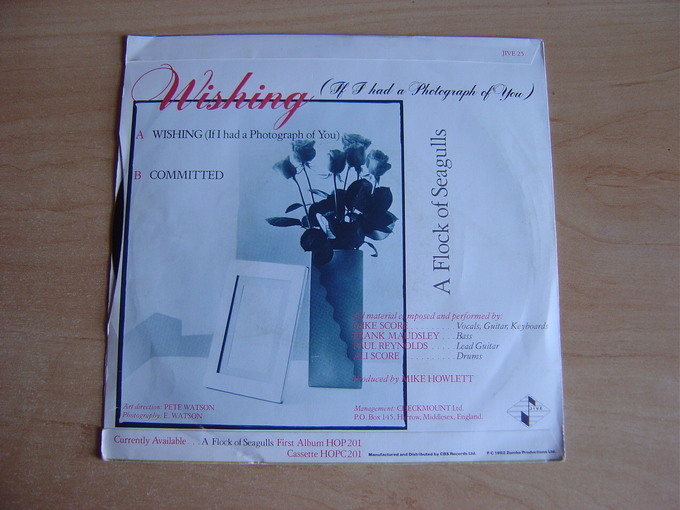 JIVE 25
Wishing (If I had a Photograph of You)
A WISHING (If I had a Photograph of You)
B COMMITTED
A Flock of Seagulls
All material composed and performed by:
MIKE SCORE . . . . . . . . . . Vocals, Guitar, Keyboards
FRANK MAUDSLEY . . . Bass
PAUL REYNOLDS . . . . Lead Guitar
ALI SCORE . . . . . . . . . . . . Drums
Produced by MIKE HOWLETT
Art direction: PETE WATSON
Photography: E. WATSON
Management: CHECKMOUNT Ltd.
P.O. Box 145, Harrow, Middlesex, England.
JIVE
Currently Available . . . A Flock of Seagulls First Album HOP 201
Cassette HOPC 201
Manufactured and Distributed by CBS Records Ltd.
P C 1982 Zomba Productions Ltd.